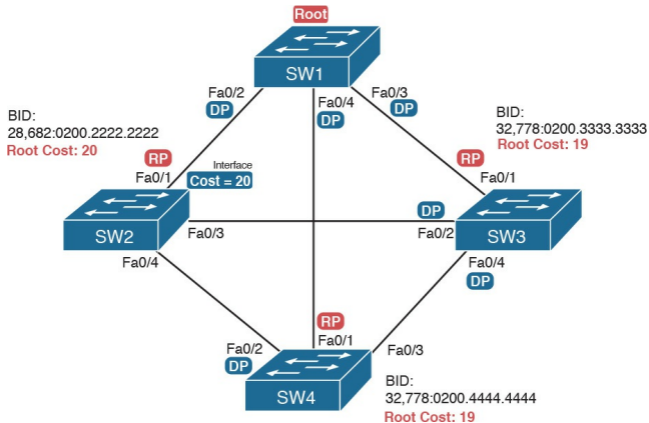 Root
SW1
Fa0/2
DP
Fa0/4
DP
Fa0/3
DP
BID:
28,682:0200.2222.2222
Root Cost: 20
BID:
32,778:0200.3333.3333
Root Cost: 19
RP
Fa0/1
Interface
Cost = 20
RP
Fa0/1
SW2
Fa0/3
Fa0/4
DP
Fa0/2
SW3
Fa0/4
DP
RP
Fa0/1
Fa0/2
DP
Fa0/3
SW4
BID:
32,778:0200.4444.4444
Root Cost: 19